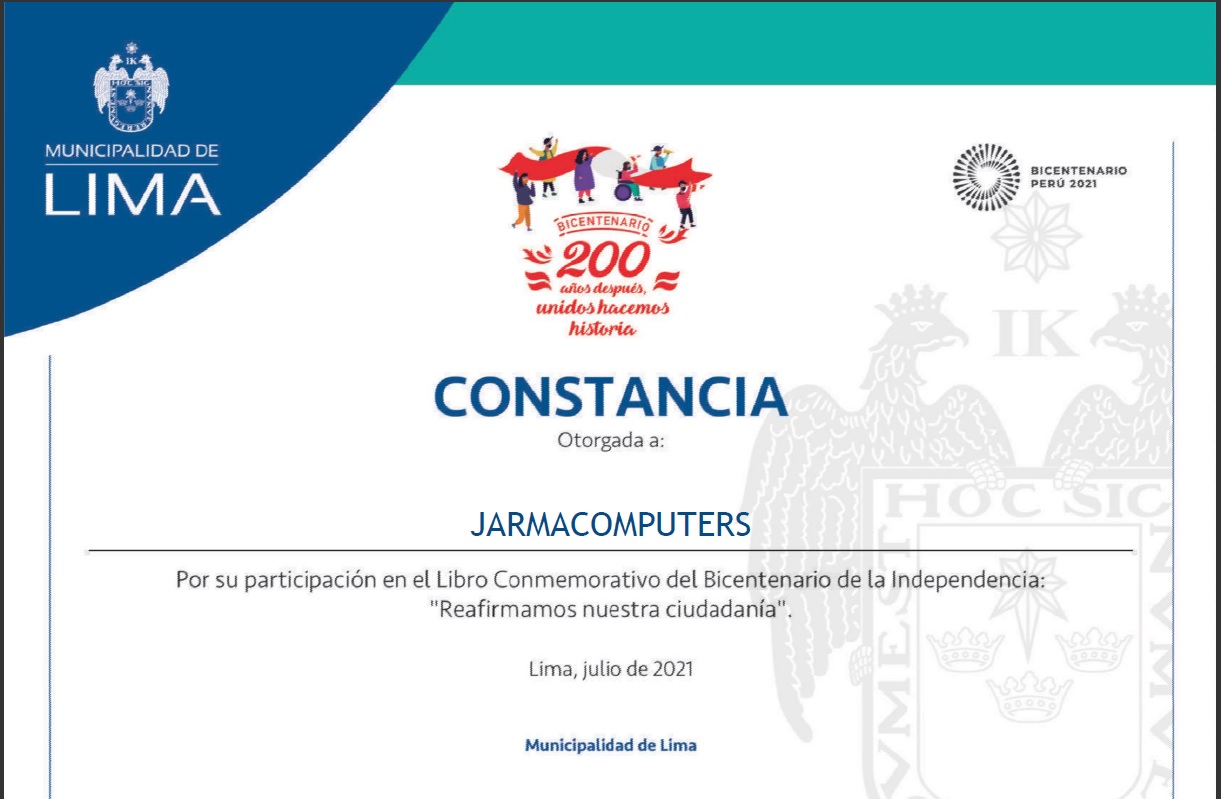 IK
HOC SIG
MUNICIPALIDAD DE
LIMA
BICENTENARIO
200
años después,
unidos hacemos
historia
BICENTENARIO
PERÚ 2021
IK
HOC SIG
CONSTANCIA
Otorgada a:
JARMACOMPUTERS
Por su participación en el Libro Conmemorativo del Bicentenario de la Independencia:
"Reafirmamos nuestra ciudadanía".
Lima, julio de 2021
Municipalidad de Lima